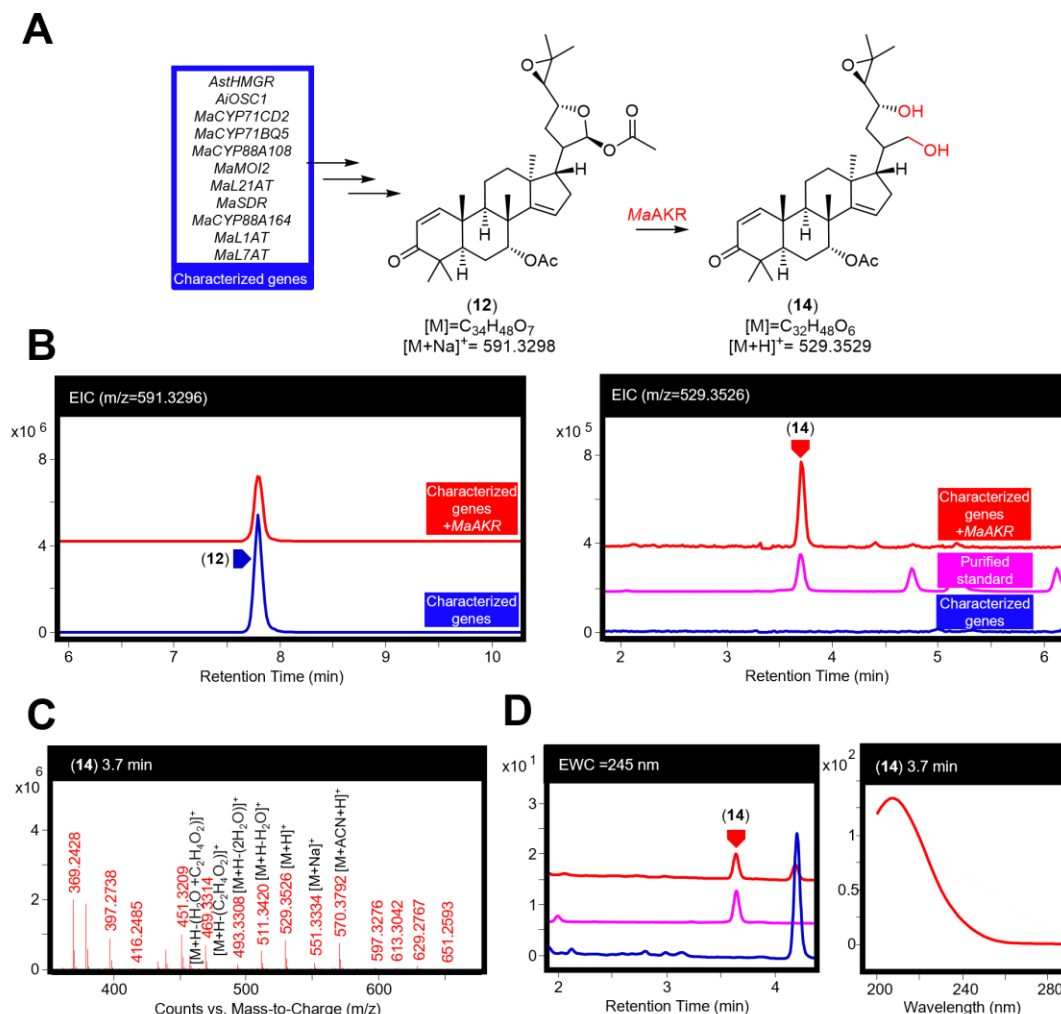 A
AstHMGR
AiOSC1
MaCYP71CD2
MaCYP71BQ5
MaCYP88A108
MaMOI2
MaL21AT
MaSDR
MaCYP88A164
MaL1AT
MaL7AT
Characterized genes
O
O
O
O
H
H
H
O
OAc
(12)
[M]=C34H48O7
[M+Na]+= 591.3298
MaAKR
O
OH
OH
H
H
H
O
OAc
(14)
[M]=C32H48O6
[M+H]+= 529.3529
B
EIC (m/z=591.3296)
x10 6
8
4
0
(12)
Characterized
genes
+MaAKR
Characterized
genes
6
7
8
9
10
Retention Time (min)
EIC (m/z=529.3526)
x10 5
8
4
0
(14)
Characterized
genes
+MaAKR
Purified
standard
Characterized
genes
2
3
4
5
6
Retention Time (min)
C
(14) 3.7 min
x10 6
4
2
0
369.2428
397.2738
416.2485
451.3209
[M+H-(H2O +C2H4O2)]+
469.3314
[M+H-(C2H4O2)]+
493.3308 [M+H-(2H2O)]+
511.3420 [M+H-H2O]+
529.3526 [M+H]+
551.3334 [M+Na]+
570.3792 [M+ACN+H]+
597.3276
613.3042
629.2767
651.2593
400
500
600
Counts vs. Mass-to-Charge (m/z)
D
EWC =245 nm
x10 1
3
2
1
0
(14)
2
3
4
Retention Time (min)
(14) 3.7 min
x10 2
1
0.5
0
200
240
280
Wavelength (nm)